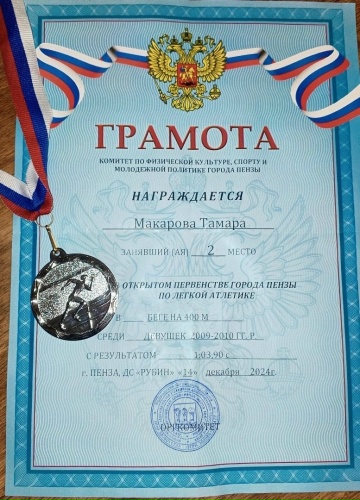 ГРАМОТА
КОМИТЕТ ПО ФИЗИЧЕСКОЙ КУЛЬТУРЕ, СПОРТУ И
МОЛОДЕЖНОЙ ПОЛИТИКЕ ГОРОДА ПЕНЗЫ
НАГРАЖДАЕТСЯ
Макарова Тамара
ЗАНЯВШИЙ (АЯ) 2 МЕСТО
ОТКРЫТОМ ПЕРВЕНСТВЕ ГОРОДА ПЕНЗЫ
ПО ЛЕГКОЙ АТЛЕТИКЕ
В БЕГЕ НА 400 М
СРЕДИ ДЕВУШЕК 2009-2010 ГГ. Р
С РЕЗУЛЬТАТОМ 1:03,90 с
г. ПЕНЗА, ДС «РУБИН» «14» декабря 2024г.
ОРГКОМИТЕТ